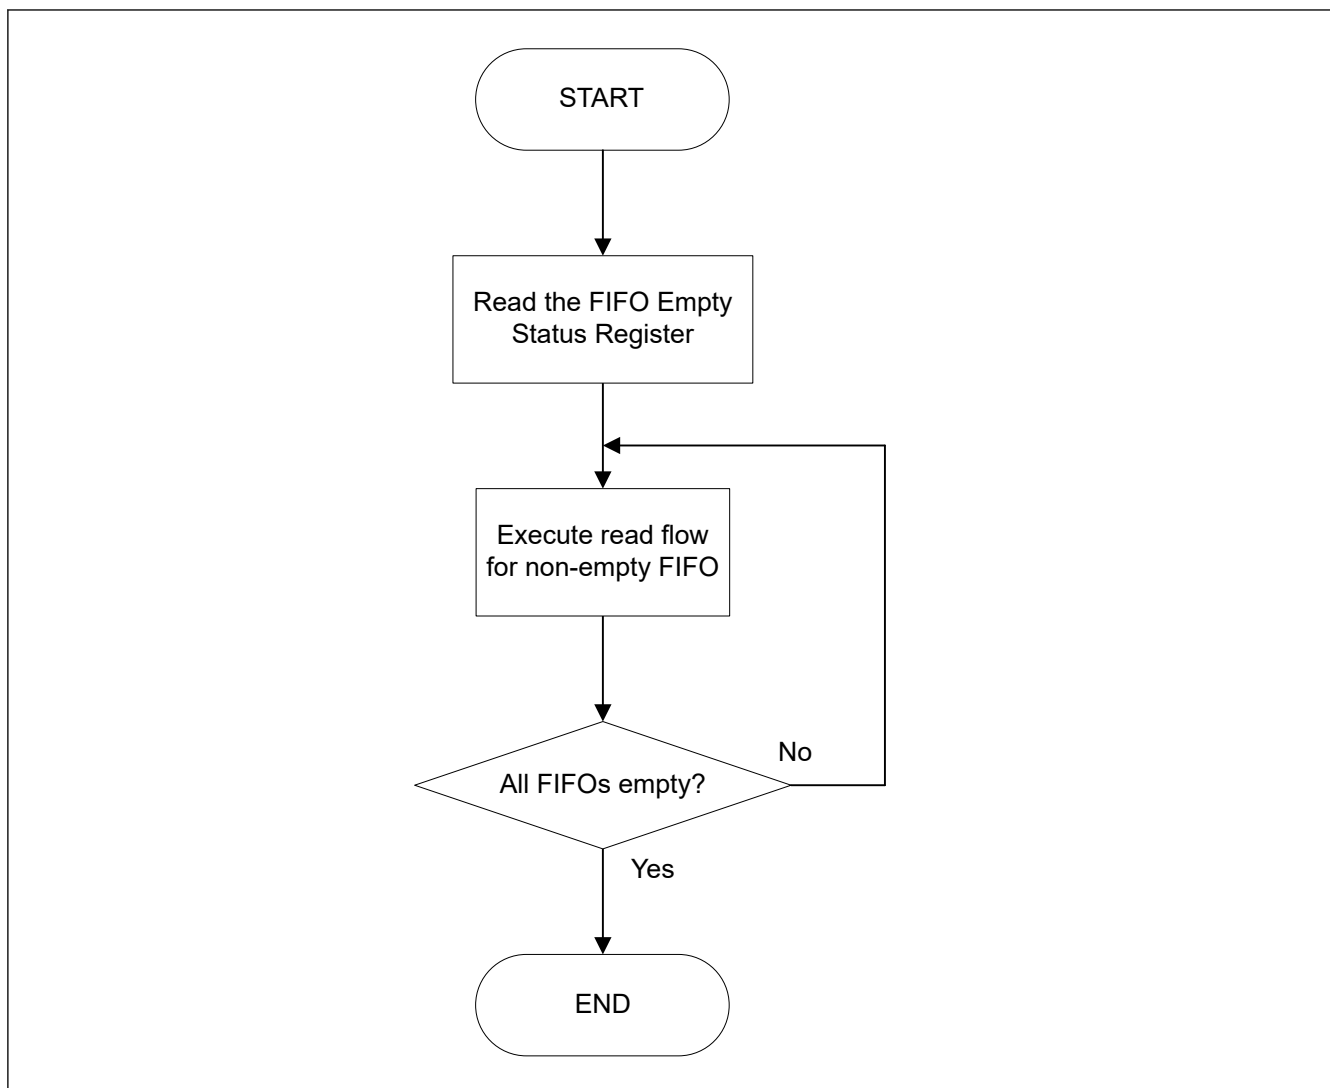 START
Read the FIFO Empty
Status Register
Execute read flow
for non-empty FIFO
All FIFOs empty?
No
Yes
END